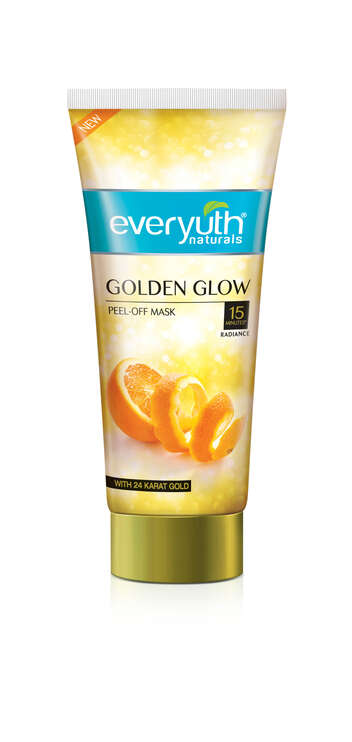 NEW
everyuth®
naturals
GOLDEN GLOW
PEEL-OFF MASK
15
MINUTES*
RADIANCE
WITH 24 KARAT GOLD